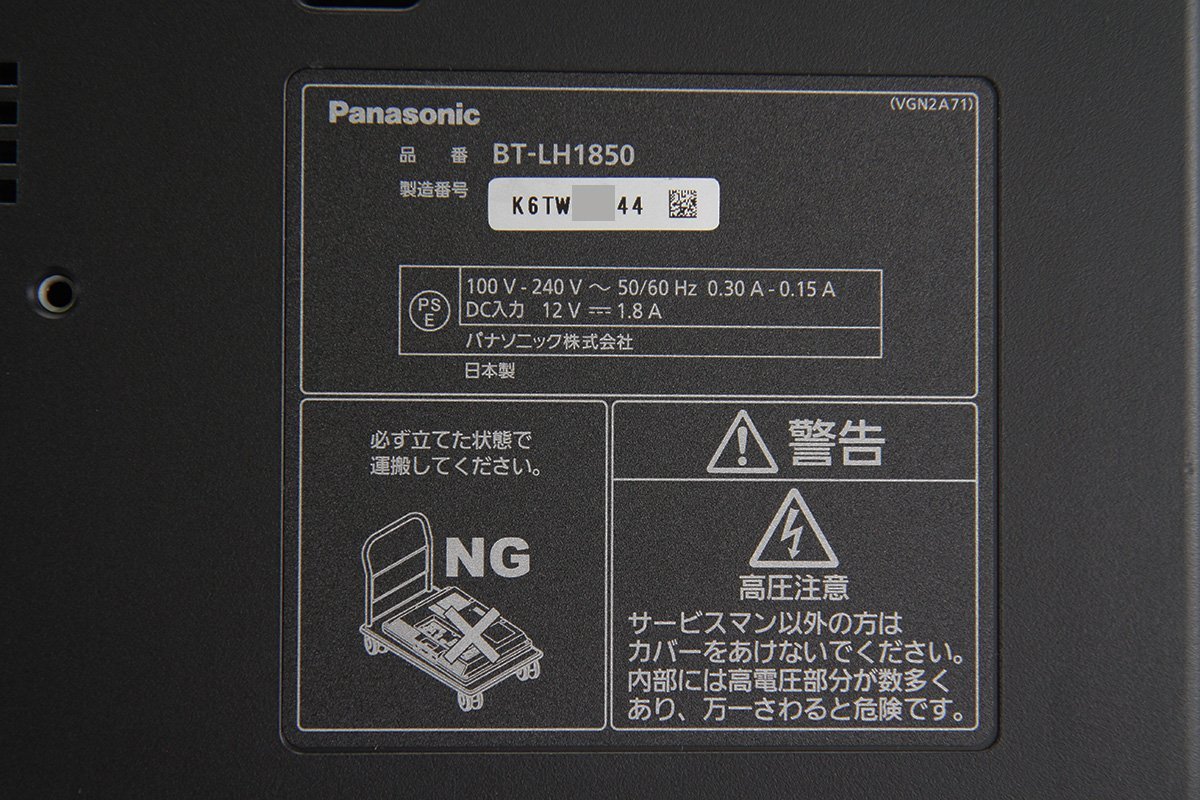 Panasonic
(VGN2A71)
品 番 BT-LH1850
製造番号 K6TW 44
PS
E
100 V - 240 V ～ 50/60 Hz 0.30 A - 0.15 A
DC入力 12 V ⎓ 1.8 A
パナソニック株式会社
日本製
必ず立てた状態で
運搬してください。
NG
警告
高圧注意
サービスマン以外の方は
カバーをあけないでください。
内部には高電圧部分が数多く
あり、万一さわると危険です。